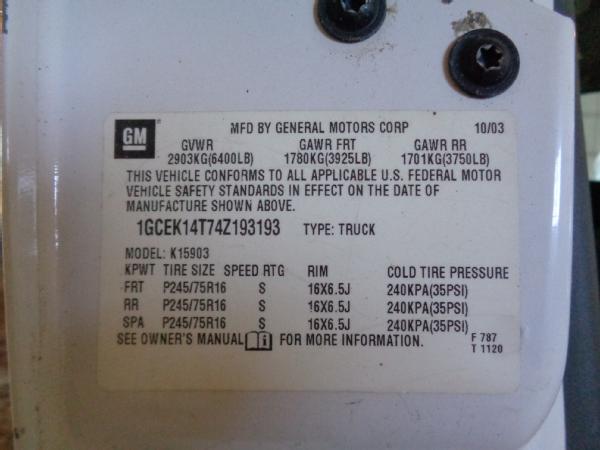 GM
MFD BY GENERAL MOTORS CORP 10/03
GVWR GAWR FRT GAWR RR
2903KG(6400LB) 1780KG(3925LB) 1701KG(3750LB)
THIS VEHICLE CONFORMS TO ALL APPLICABLE U.S. FEDERAL MOTOR
VEHICLE SAFETY STANDARDS IN EFFECT ON THE DATE OF
MANUFACTURE SHOWN ABOVE.
1GCEK14T74Z193193 TYPE: TRUCK
MODEL: K15903
KPWT TIRE SIZE SPEED RTG RIM COLD TIRE PRESSURE
FRT P245/75R16 S 16X6.5J 240KPA(35PSI)
RR P245/75R16 S 16X6.5J 240KPA(35PSI)
SPA P245/75R16 S 16X6.5J 240KPA(35PSI)
SEE OWNER'S MANUAL FOR MORE INFORMATION.
F 787
T 1120